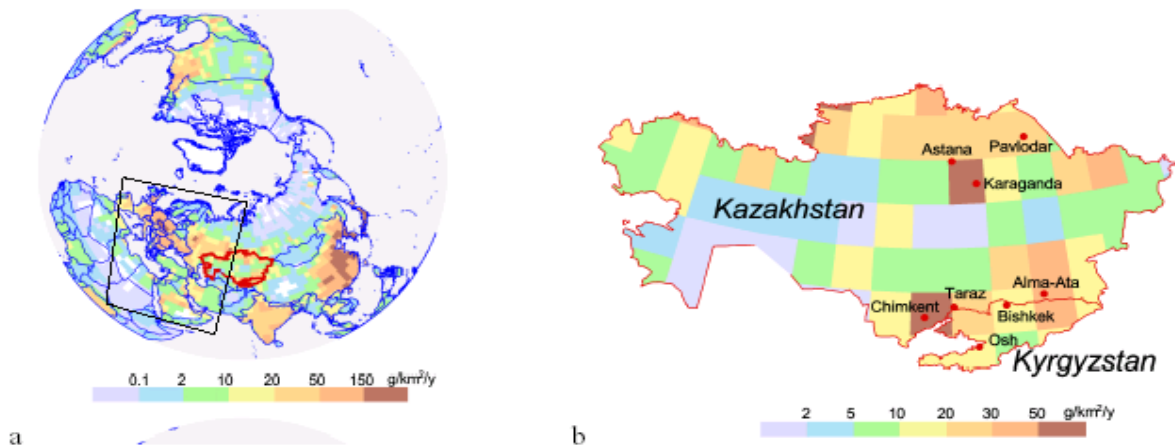 Astana
Pavlodar
Karaganda
Kazakhstan
Alma-Ata
Taraz
Chimkent
Bishkek
Osh
Kyrgyzstan
0.1 2 10 20 50 150 g/km²/y
2 5 10 20 30 50 g/km²/y
a
b